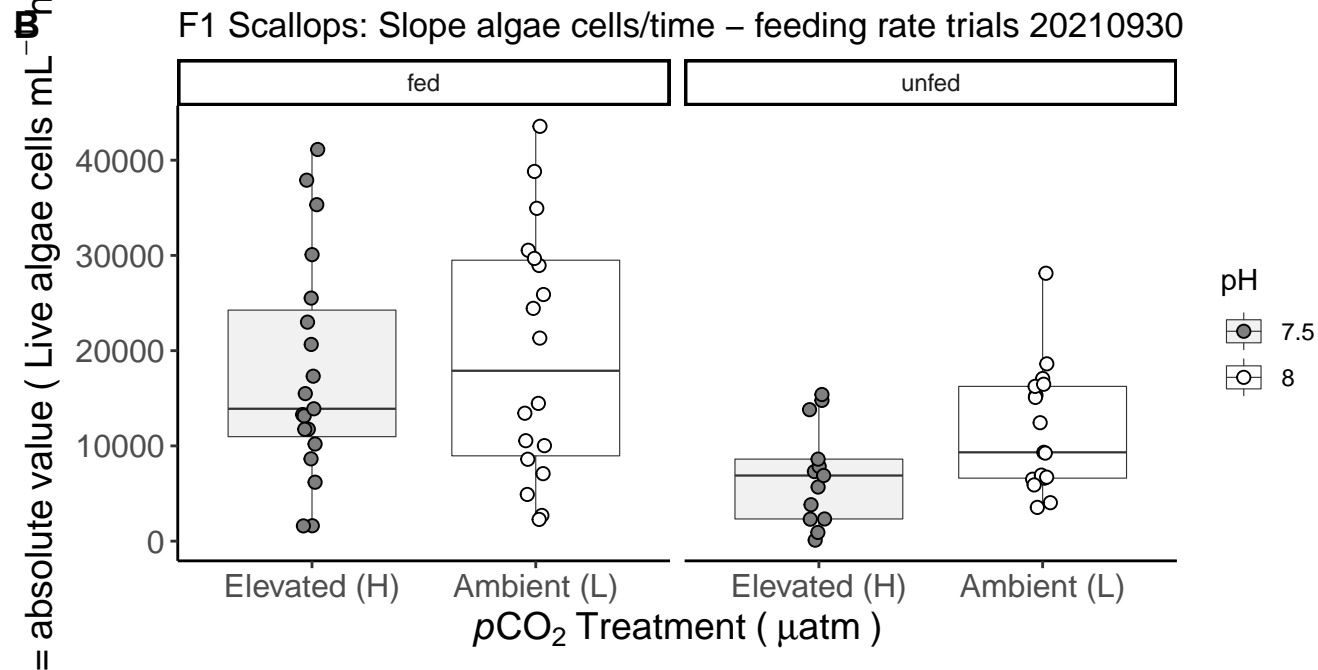 B
F1 Scallops: Slope algae cells/time – feeding rate trials 20210930
fed
unfed
= absolute value ( Live algae cells mL⁻
40000
30000
20000
10000
0
Elevated (H)
Ambient (L)
Elevated (H)
Ambient (L)
pCO₂ Treatment ( μatm )
pH
7.5
8